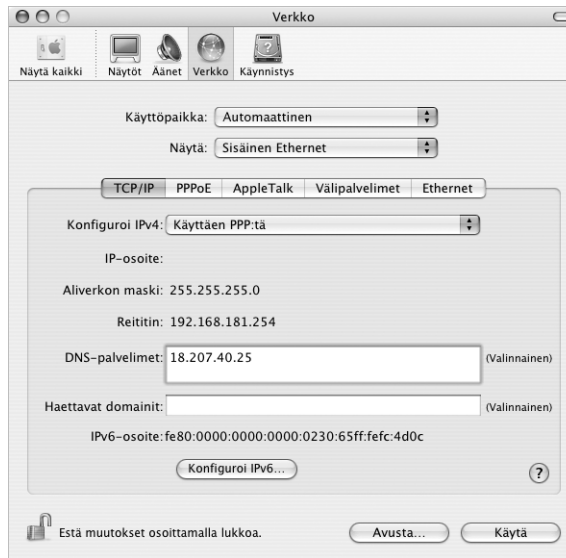 Verkko
Näytä kaikki Näytöt Äänet Verkko Käynnistys
Käyttöpaikka: Automaattinen
Näytä: Sisäinen Ethernet
TCP/IP PPPoE AppleTalk Välipalvelimet Ethernet
Konfiguroi IPv4: Käyttäen PPP:tä
IP-osoite:
Aliverkon maski: 255.255.255.0
Reititin: 192.168.181.254
DNS-palvelimet: 18.207.40.25 (Valinnainen)
Haettavat domainit: (Valinnainen)
IPv6-osoite: fe80:0000:0000:0000:0230:65ff:fefc:4d0c
Konfiguroi IPv6... ?
Estä muutokset osoittamalla lukkoa. Avusta... Käytä